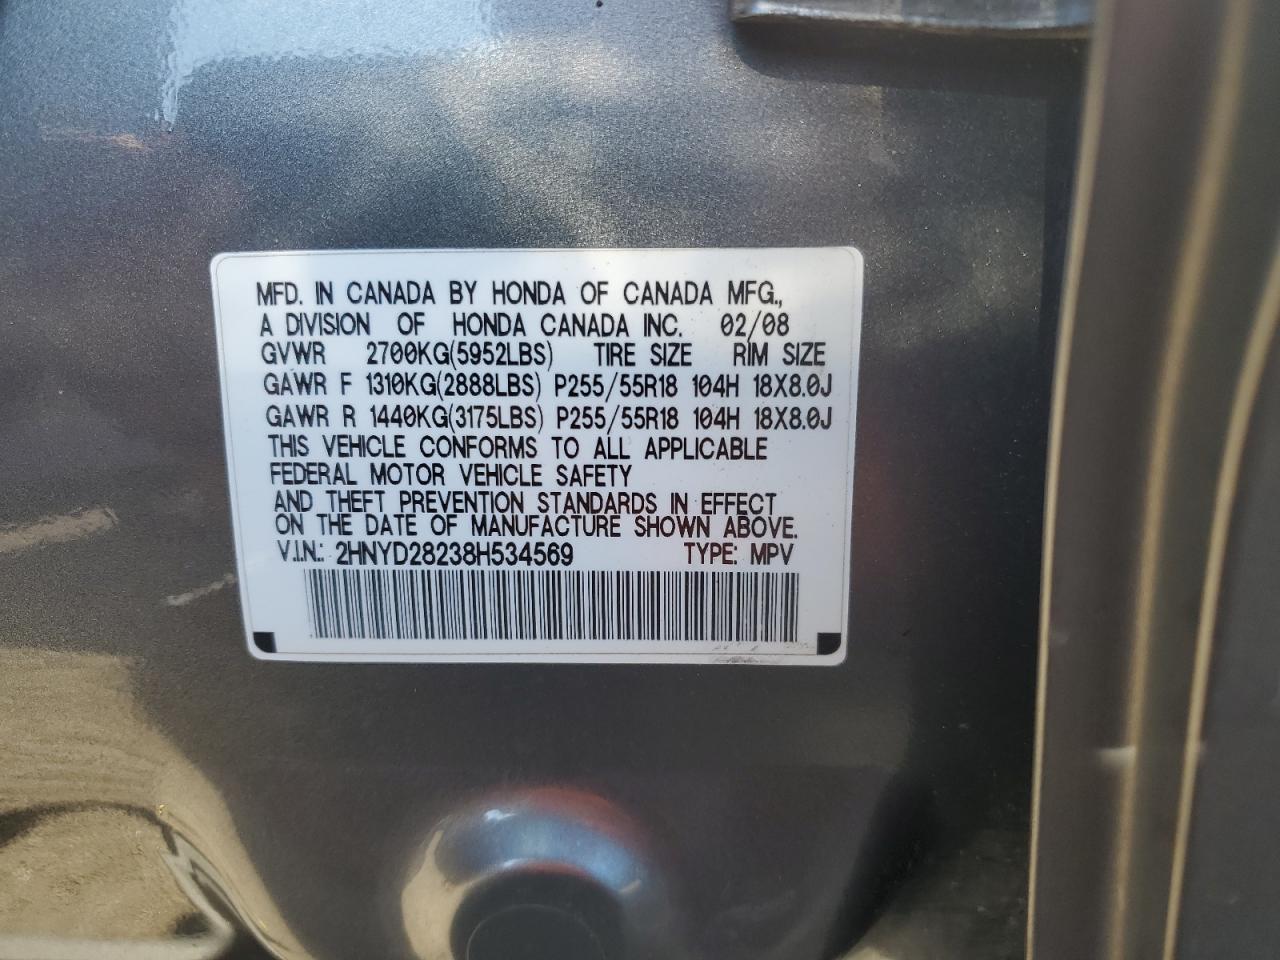 MFD. IN CANADA BY HONDA OF CANADA MFG.,
A DIVISION OF HONDA CANADA INC. 02/08
GVWR 2700KG(5952LBS) TIRE SIZE RIM SIZE
GAWR F 1310KG(2888LBS) P255/55R18 104H 18X8.0J
GAWR R 1440KG(3175LBS) P255/55R18 104H 18X8.0J
THIS VEHICLE CONFORMS TO ALL APPLICABLE
FEDERAL MOTOR VEHICLE SAFETY
AND THEFT PREVENTION STANDARDS IN EFFECT
ON THE DATE OF MANUFACTURE SHOWN ABOVE.
V.I.N.: 2HNYD28238H534569 TYPE: MPV